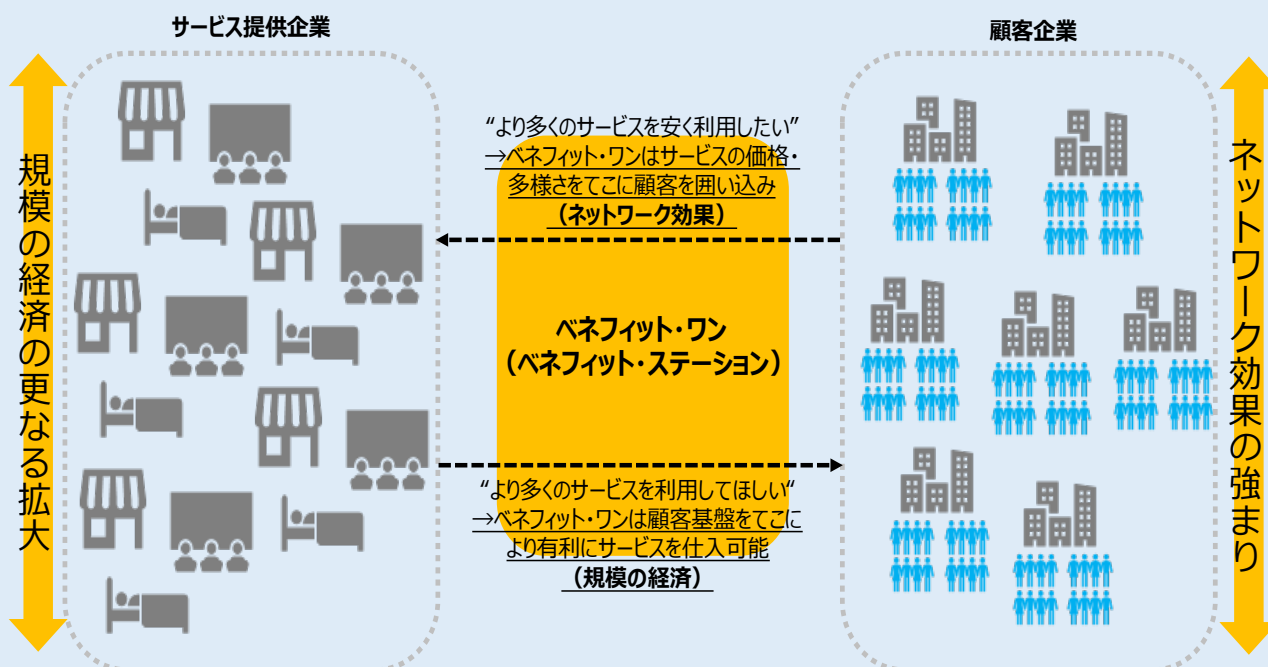 サービス提供企業
顧客企業
規模の経済の更なる拡大
“より多くのサービスを安く利用したい”
→ベネフィット・ワンはサービスの価格・
多様さをてこに顧客を囲い込み
（ネットワーク効果）
ベネフィット・ワン
（ベネフィット・ステーション）
“より多くのサービスを利用してほしい“
→ベネフィット・ワンは顧客基盤をてこに
より有利にサービスを仕入可能
（規模の経済）
ネットワーク効果の強まり